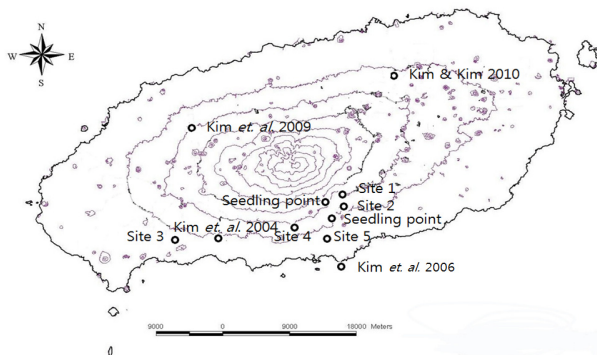 N
W E
S
Kim & Kim 2010
Kim et. al. 2009
Site 1
Seedling point
Site 2
Seedling point
Kim et. al. 2004
Site 3
Site 4
Site 5
Kim et. al. 2006
9000 0 9000 18000 Meters